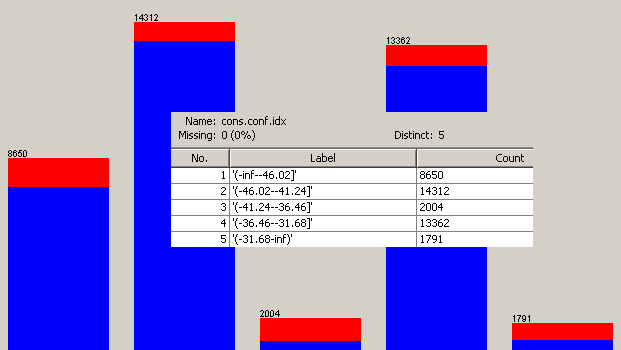 14312
13362
Name: cons.conf.idx
Missing: 0 (0%) Distinct: 5
8650
No. Label Count
1 '(-inf--46.02]' 8650
2 '(-46.02--41.24]' 14312
3 '(-41.24--36.46]' 2004
4 '(-36.46--31.68]' 13362
5 '(-31.68-inf)' 1791
2004
1791